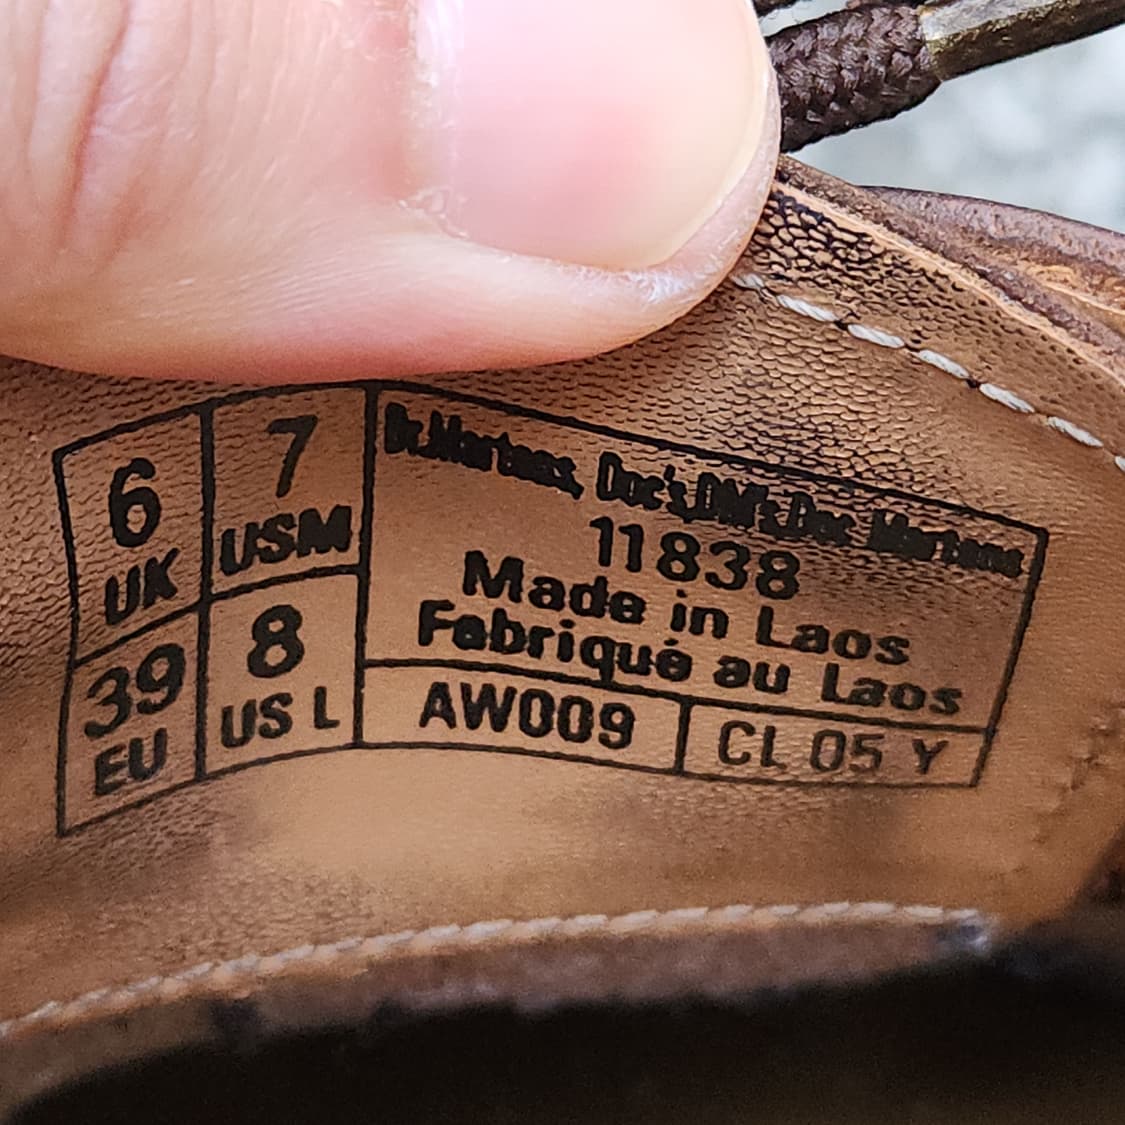 6
UK
7
USM
39
EU
8
US L
Dr.Martens, Doc's,DM's,Doc Martens
11838
Made in Laos
Fabriqué au Laos
AW009
CL 05 Y